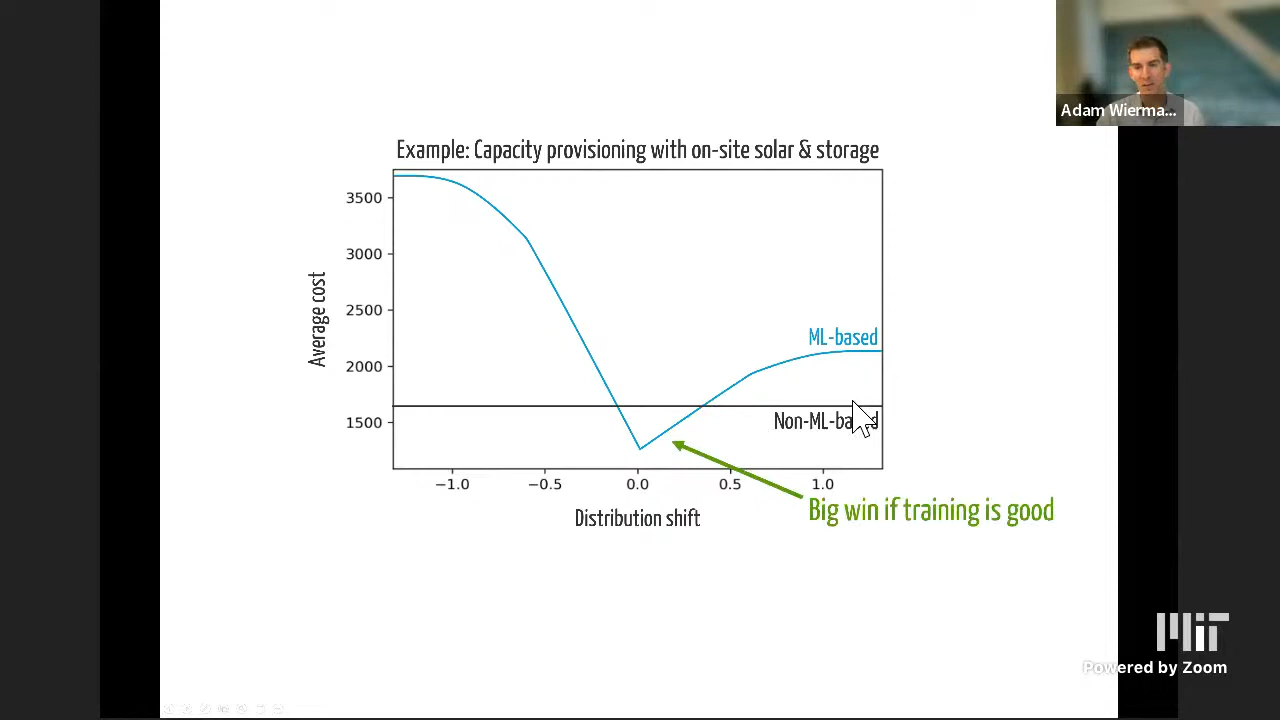 Adam Wierma...
Example: Capacity provisioning with on-site solar & storage
3500
3000
2500
2000
1500
Average cost
ML-based
Non-ML-based
−1.0
−0.5
0.0
0.5
1.0
Distribution shift
Big win if training is good
MIT
Powered by Zoom